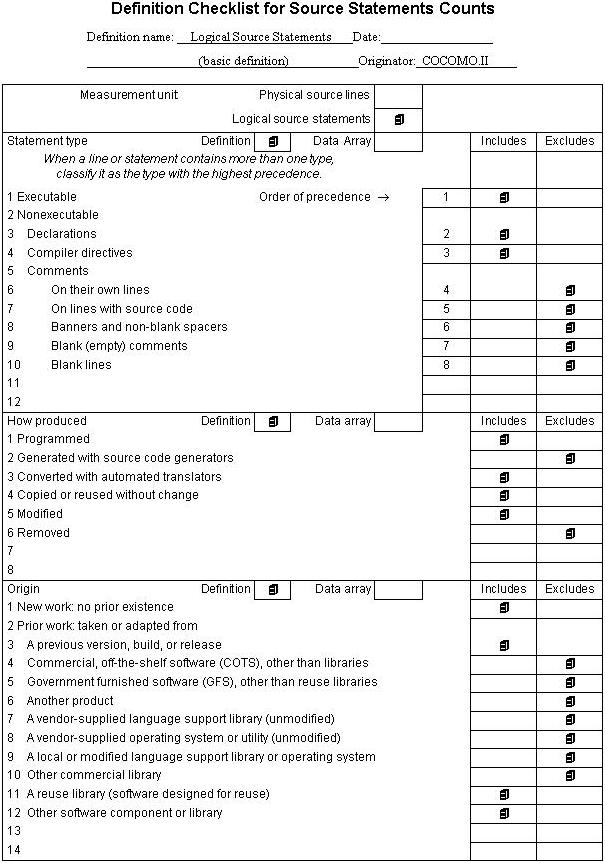 Definition Checklist for Source Statements Counts
Definition name: Logical Source Statements Date:
(basic definition) Originator: COCOMO.II
Measurement unit Physical source lines
Logical source statements
Statement type Definition Data Array Includes Excludes
When a line or statement contains more than one type,
classify it as the type with the highest precedence.
1 Executable Order of precedence → 1
2 Nonexecutable
3 Declarations 2
4 Compiler directives 3
5 Comments
6 On their own lines 4
7 On lines with source code 5
8 Banners and non-blank spacers 6
9 Blank (empty) comments 7
10 Blank lines 8
11
12
How produced Definition Data array Includes Excludes
1 Programmed
2 Generated with source code generators
3 Converted with automated translators
4 Copied or reused without change
5 Modified
6 Removed
7
8
Origin Definition Data array Includes Excludes
1 New work: no prior existence
2 Prior work: taken or adapted from
3 A previous version, build, or release
4 Commercial, off-the-shelf software (COTS), other than libraries
5 Government furnished software (GFS), other than reuse libraries
6 Another product
7 A vendor-supplied language support library (unmodified)
8 A vendor-supplied operating system or utility (unmodified)
9 A local or modified language support library or operating system
10 Other commercial library
11 A reuse library (software designed for reuse)
12 Other software component or library
13
14